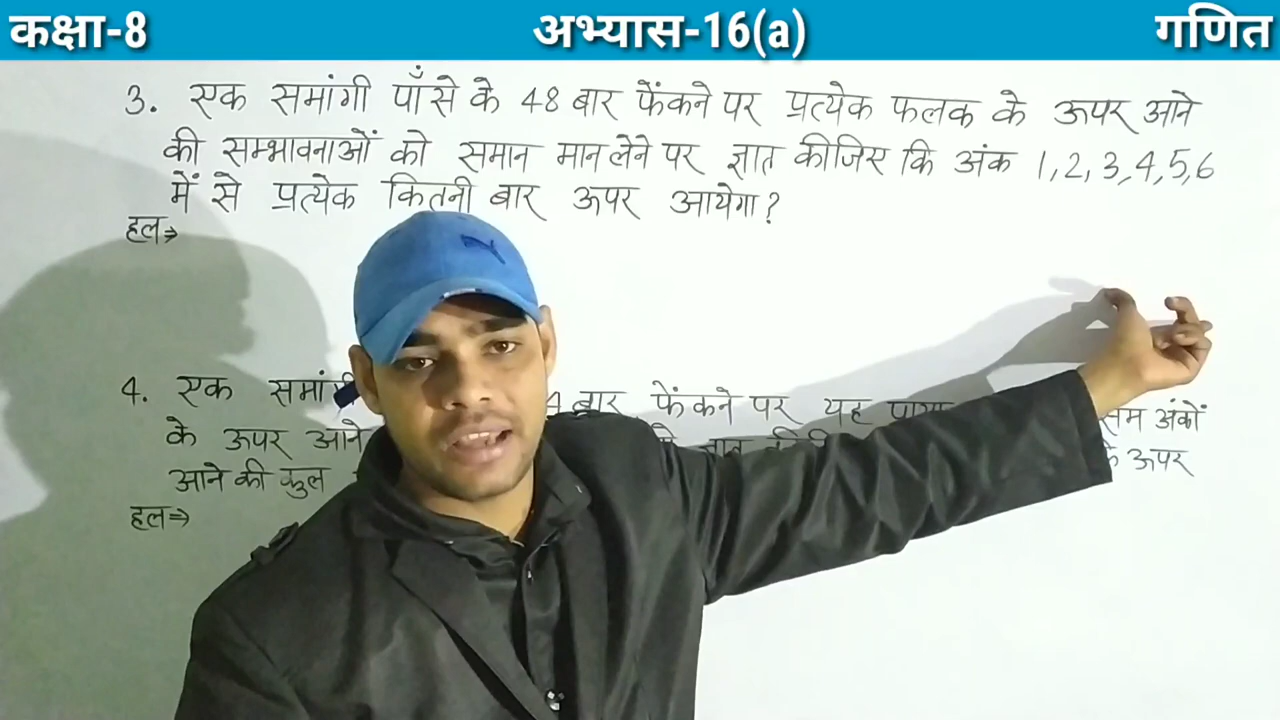 कक्षा-8 अभ्यास-16(a) गणित
3. एक समांगी पाँसे के 48 बार फेंकने पर प्रत्येक फलक के ऊपर आने
की सम्भावनाओं को समान मान लेने पर ज्ञात कीजिए कि अंक 1,2,3,4,5,6
में से प्रत्येक कितनी बार ऊपर आयेगा?
हल⇒
4. एक बार फेंकने पर यह अंकों
के ऊपर आने
आने की कुल ऊपर
हल⇒